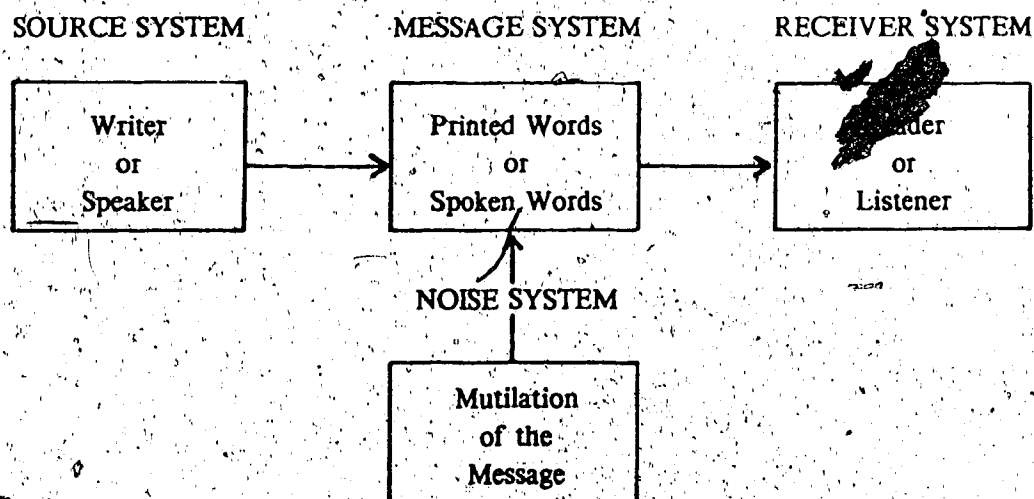 SOURCE SYSTEM MESSAGE SYSTEM RECEIVER SYSTEM
Writer
or
Speaker
Printed Words
or
Spoken Words
or
Listener
NOISE SYSTEM
Mutilation
of the
Message